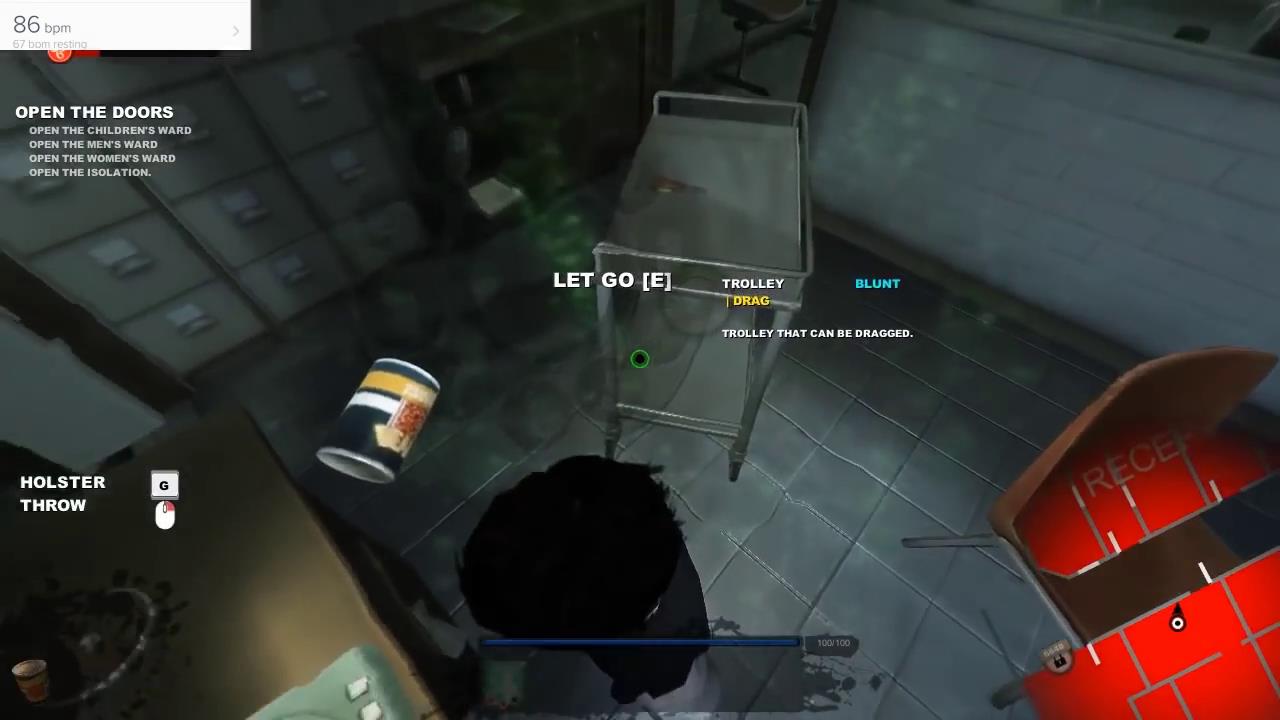 86 bpm
67 bpm resting
OPEN THE DOORS
OPEN THE CHILDREN'S WARD
OPEN THE MEN'S WARD
OPEN THE WOMEN'S WARD
OPEN THE ISOLATION.
LET GO [E]
TROLLEY
BLUNT
| DRAG
TROLLEY THAT CAN BE DRAGGED.
RECEP
HOLSTER
G
THROW
100/100